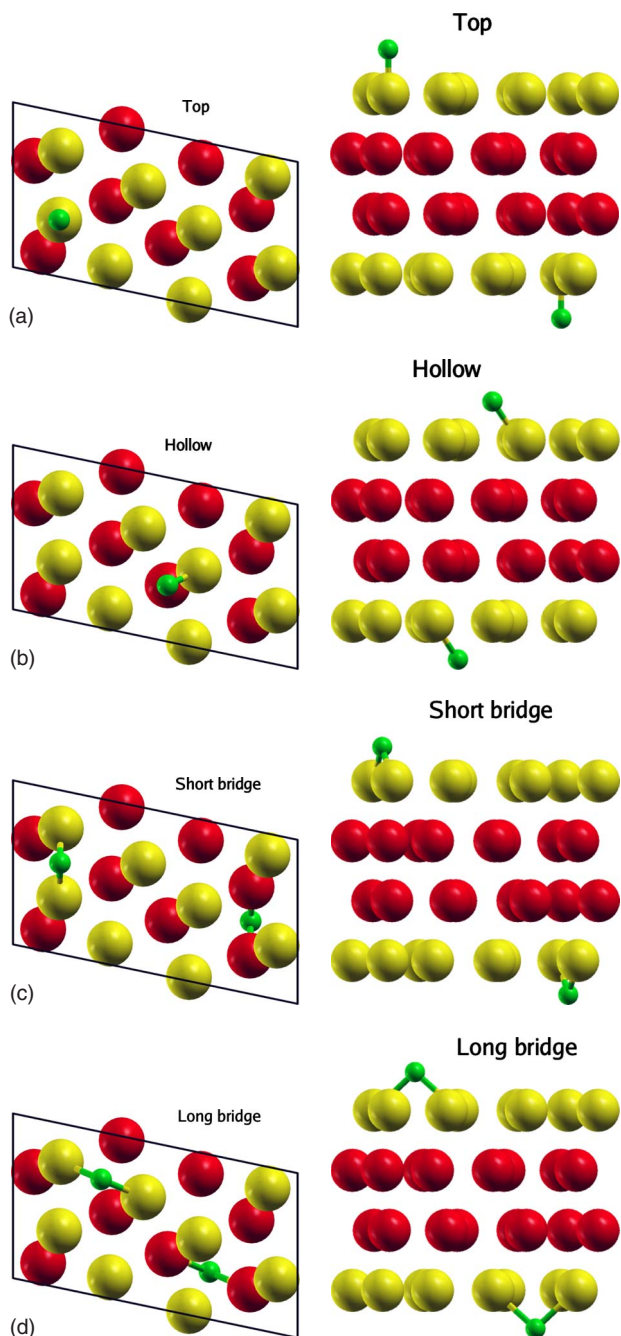 Top
Top
(a)
Hollow
Hollow
(b)
Short bridge
Short bridge
(c)
Long bridge
Long bridge
(d)